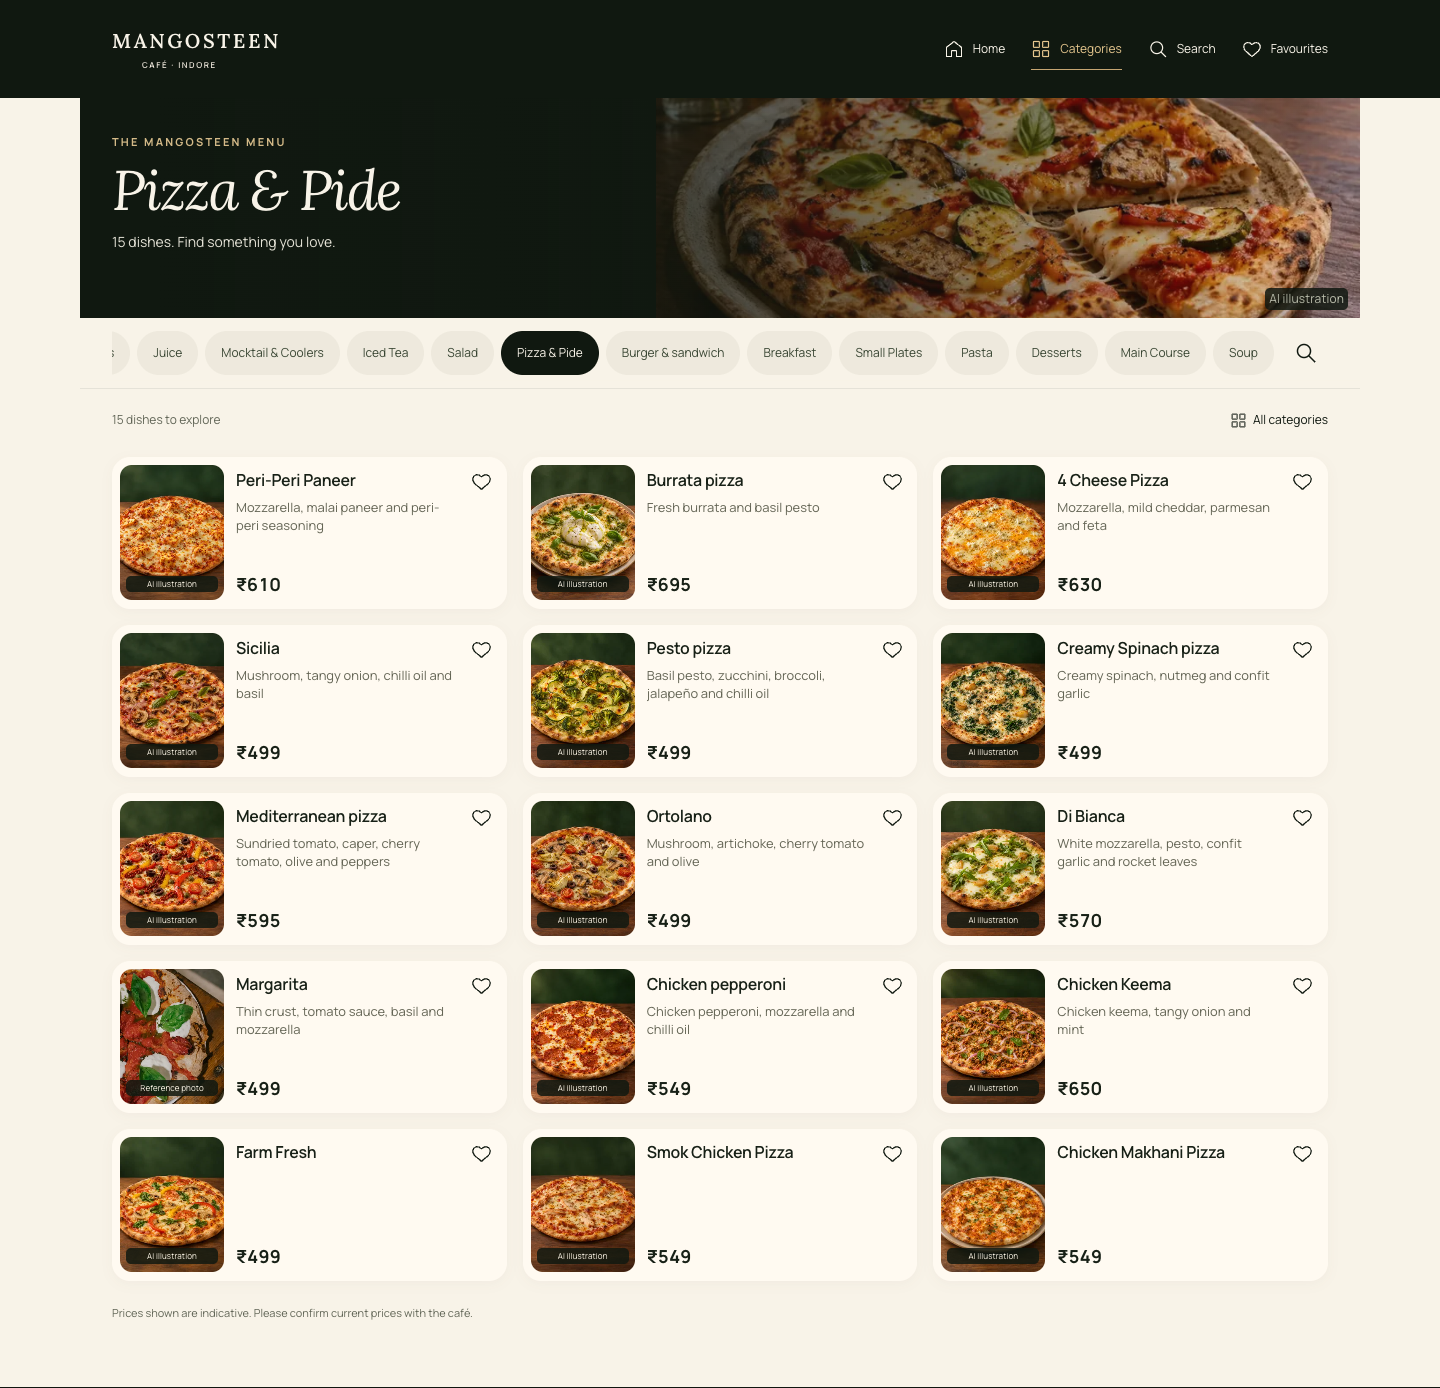 MANGOSTEEN
CAFÉ · INDORE
Home
Categories
Search
Favourites
THE MANGOSTEEN MENU
Pizza & Pide
15 dishes. Find something you love.
AI illustration
s
Juice
Mocktail & Coolers
Iced Tea
Salad
Pizza & Pide
Burger & sandwich
Breakfast
Small Plates
Pasta
Desserts
Main Course
Soup
15 dishes to explore
All categories
Peri-Peri Paneer
Mozzarella, malai paneer and peri-
peri seasoning
AI illustration
₹610
Burrata pizza
Fresh burrata and basil pesto
AI illustration
₹695
4 Cheese Pizza
Mozzarella, mild cheddar, parmesan
and feta
AI illustration
₹630
Sicilia
Mushroom, tangy onion, chilli oil and
basil
AI illustration
₹499
Pesto pizza
Basil pesto, zucchini, broccoli,
jalapeño and chilli oil
AI illustration
₹499
Creamy Spinach pizza
Creamy spinach, nutmeg and confit
garlic
AI illustration
₹499
Mediterranean pizza
Sundried tomato, caper, cherry
tomato, olive and peppers
AI illustration
₹595
Ortolano
Mushroom, artichoke, cherry tomato
and olive
AI illustration
₹499
Di Bianca
White mozzarella, pesto, confit
garlic and rocket leaves
AI illustration
₹570
Margarita
Thin crust, tomato sauce, basil and
mozzarella
Reference photo
₹499
Chicken pepperoni
Chicken pepperoni, mozzarella and
chilli oil
AI illustration
₹549
Chicken Keema
Chicken keema, tangy onion and
mint
AI illustration
₹650
Farm Fresh
AI illustration
₹499
Smok Chicken Pizza
AI illustration
₹549
Chicken Makhani Pizza
AI illustration
₹549
Prices shown are indicative. Please confirm current prices with the café.